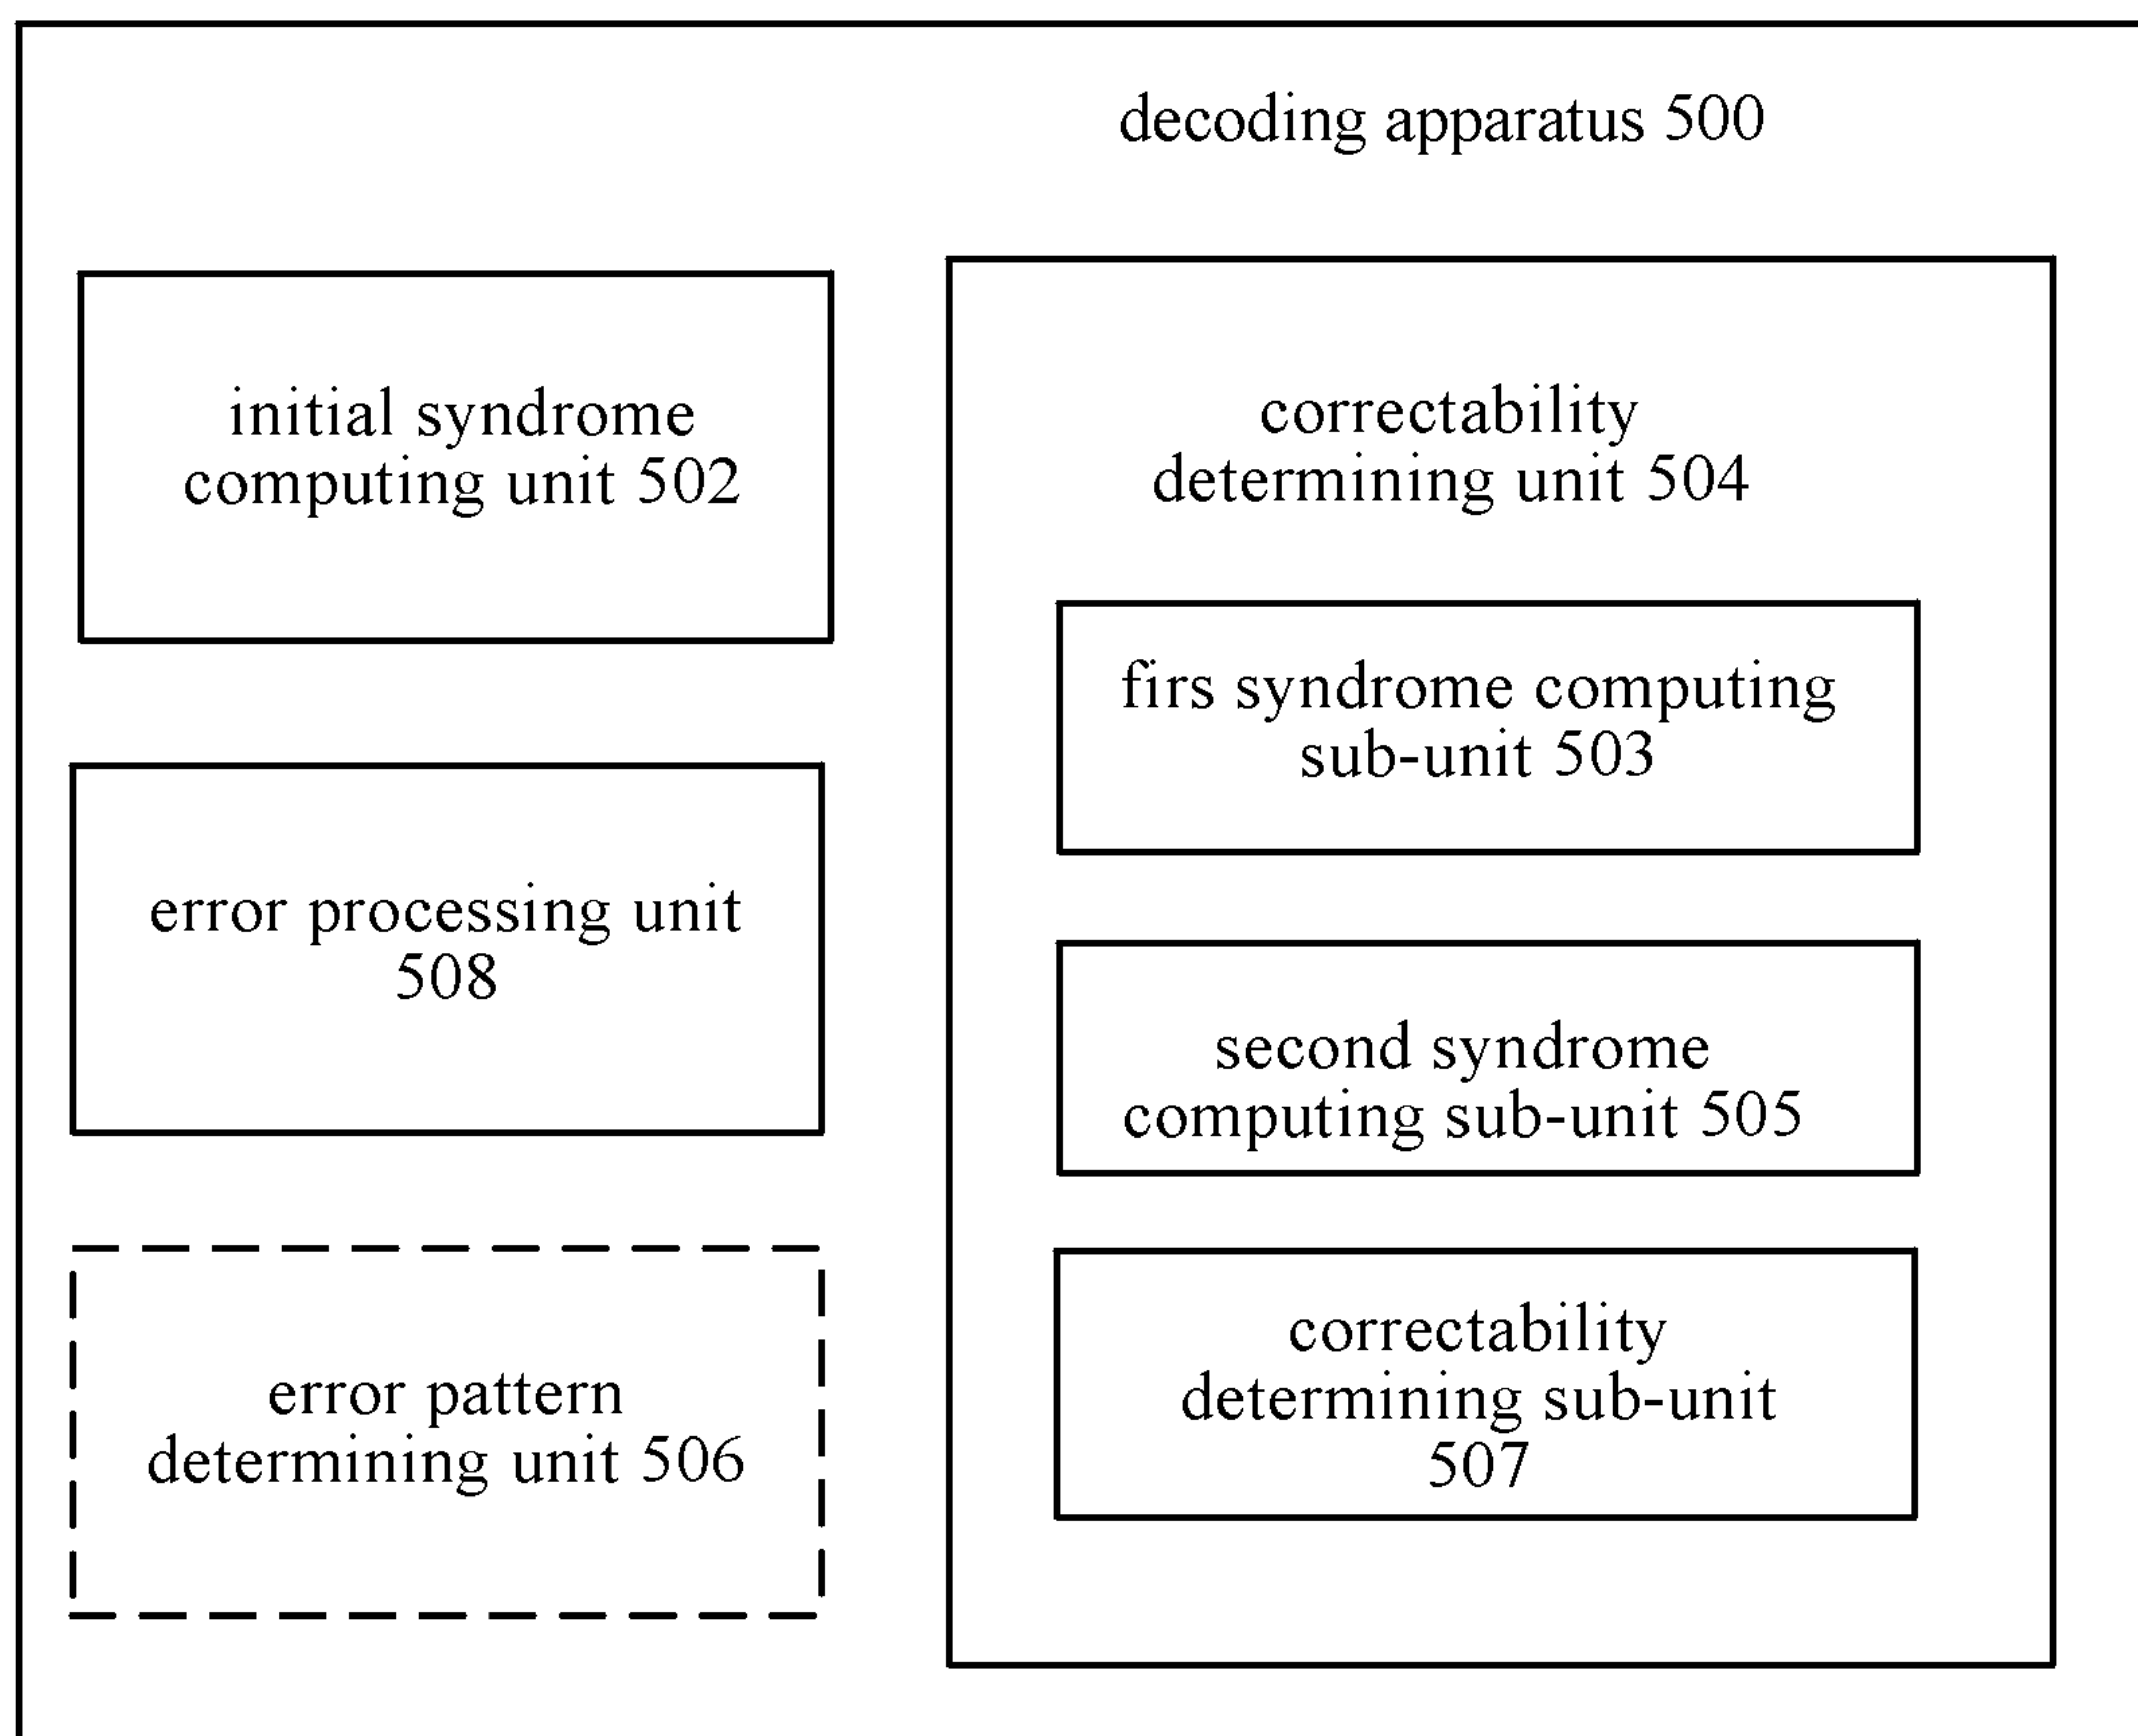 decoding apparatus 500
initial syndrome
computing unit 502
error processing unit
508
error pattern
determining unit 506
correctability
determining unit 504
firs syndrome computing
sub-unit 503
second syndrome
computing sub-unit 505
correctability
determining sub-unit
507